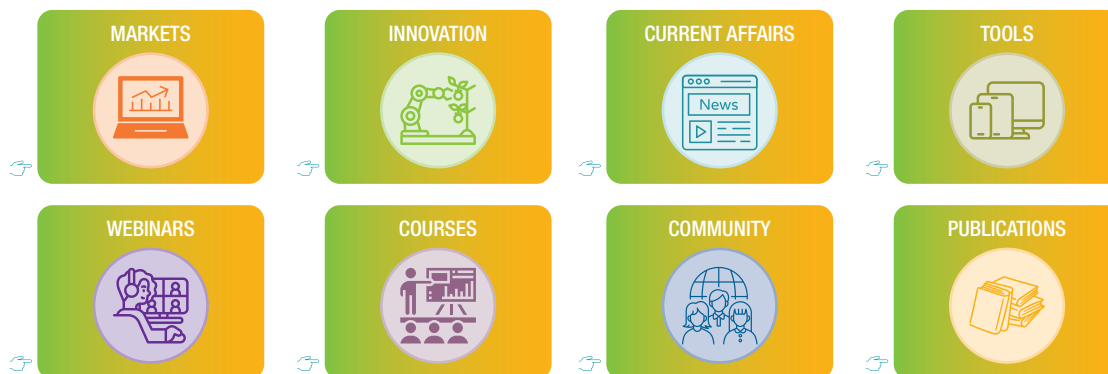 MARKETS
INNOVATION
CURRENT AFFAIRS
TOOLS
News
WEBINARS
COURSES
COMMUNITY
PUBLICATIONS